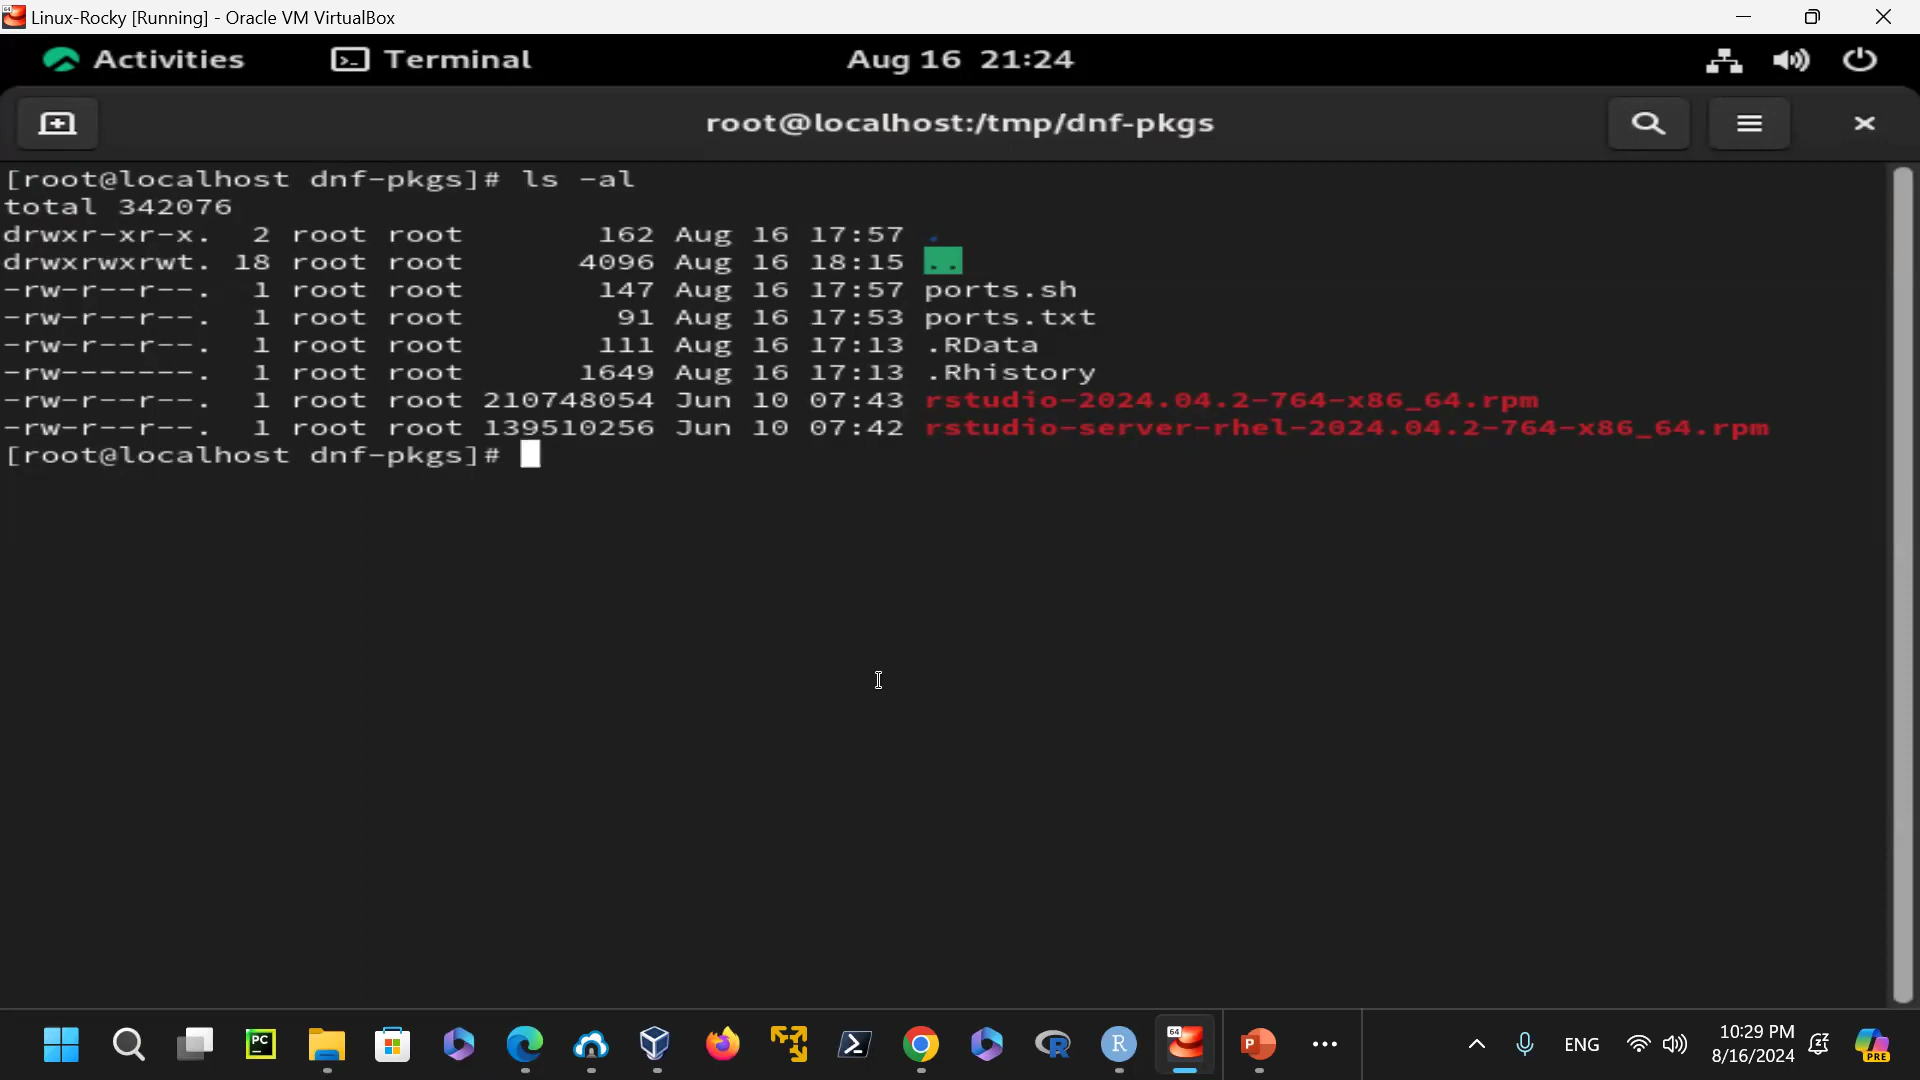 Linux-Rocky [Running] - Oracle VM VirtualBox
Activities Terminal Aug 16 21:24
root@localhost:/tmp/dnf-pkgs
[root@localhost dnf-pkgs]# ls -al
total 342076
drwxr-xr-x. 2 root root 162 Aug 16 17:57 .
drwxrwxrwt. 18 root root 4096 Aug 16 18:15 ..
-rw-r--r--. 1 root root 147 Aug 16 17:57 ports.sh
-rw-r--r--. 1 root root 91 Aug 16 17:53 ports.txt
-rw-r--r--. 1 root root 111 Aug 16 17:13 .RData
-rw-------. 1 root root 1649 Aug 16 17:13 .Rhistory
-rw-r--r--. 1 root root 210748054 Jun 10 07:43 rstudio-2024.04.2-764-x86_64.rpm
-rw-r--r--. 1 root root 139510256 Jun 10 07:42 rstudio-server-rhel-2024.04.2-764-x86_64.rpm
[root@localhost dnf-pkgs]#
PC
R
R
64
P
ENG
10:29 PM
8/16/2024
PRE